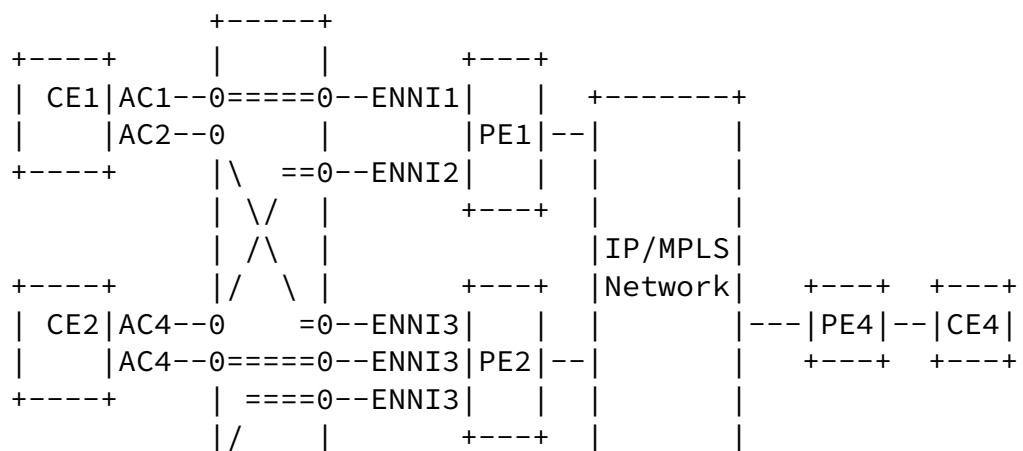 +-----+
+----+    |     |       +---+
| CE1|AC1--0=====0--ENNI1|   |  +-------+
|    |AC2--0     |       |PE1|--|       |
+----+    |\  ==0--ENNI2|   |  |       |
          | \/  |       +---+  |       |
          | /\  |              |IP/MPLS|
+----+    |/  \ |       +---+  |Network|   +---+  +---+
| CE2|AC4--0    =0--ENNI3|   |  |       |---|PE4|--|CE4|
|    |AC4--0=====0--ENNI3|PE2|--|       |   +---+  +---+
+----+    | ====0--ENNI3|   |  |       |
          |/    |       +---+  |       |